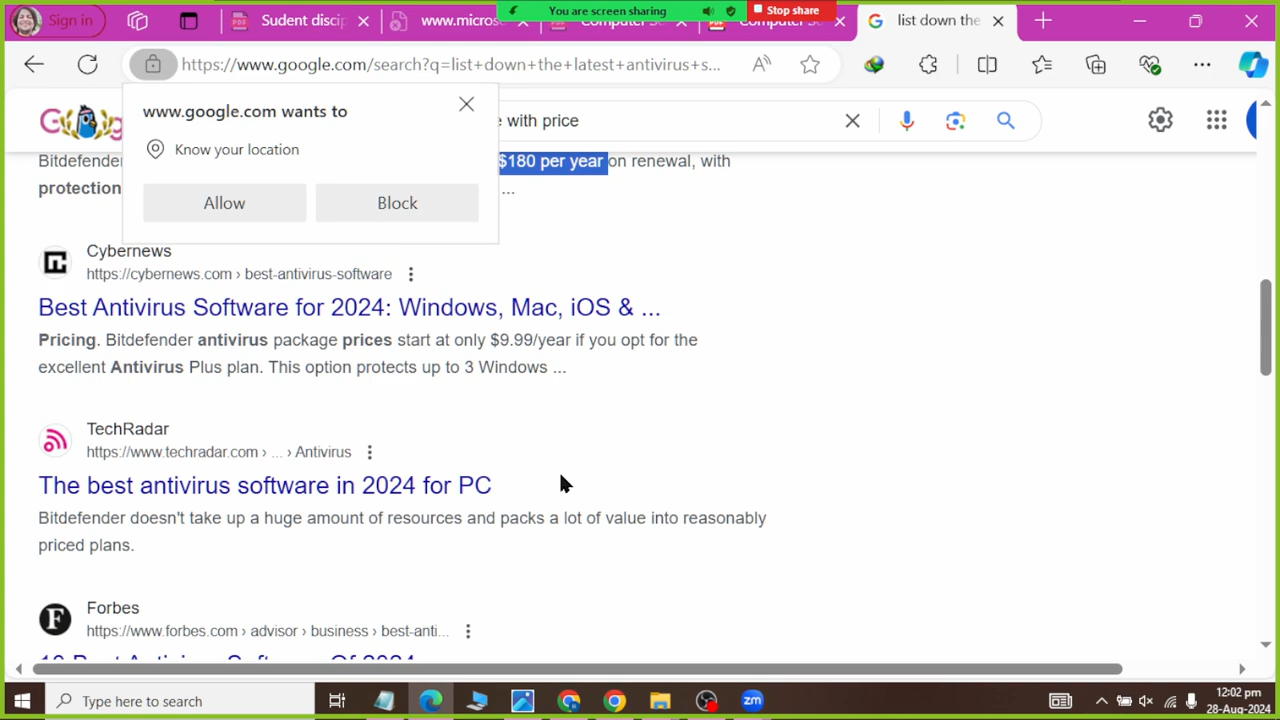 You are screen sharing
Stop share
Sign in
Sudent discip
www.micros
list down the
https://www.google.com/search?q=list+down+the+latest+antivirus+s...
www.google.com wants to
Know your location
Allow
Block
with price
Bitdefender
$180 per year on renewal, with
protection
...
Cybernews
https://cybernews.com › best-antivirus-software
Best Antivirus Software for 2024: Windows, Mac, iOS & ...
Pricing. Bitdefender antivirus package prices start at only $9.99/year if you opt for the
excellent Antivirus Plus plan. This option protects up to 3 Windows ...
TechRadar
https://www.techradar.com › ... › Antivirus
The best antivirus software in 2024 for PC
Bitdefender doesn't take up a huge amount of resources and packs a lot of value into reasonably
priced plans.
Forbes
https://www.forbes.com › advisor › business › best-anti...
Type here to search
12:02 pm
28-Aug-2024